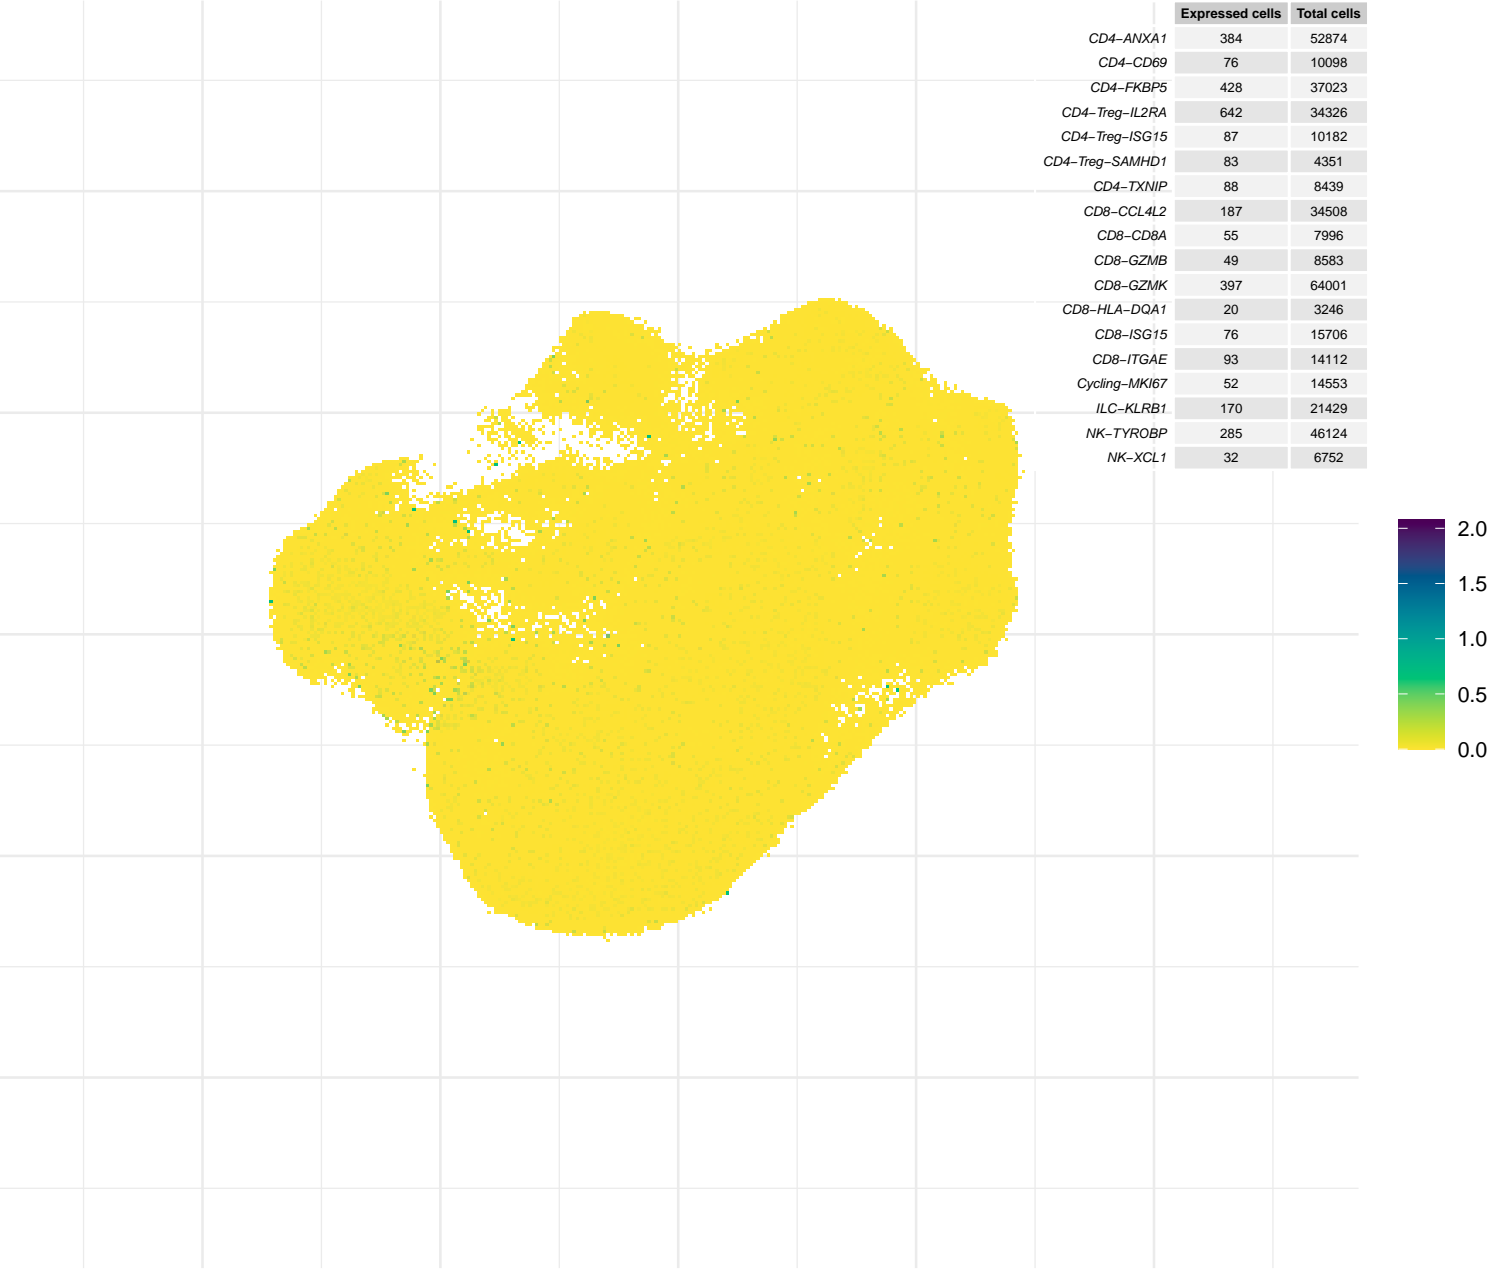 Expressed cells Total cells
CD4−ANXA1 384 52874
CD4−CD69 76 10098
CD4−FKBP5 428 37023
CD4−Treg−IL2RA 642 34326
CD4−Treg−ISG15 87 10182
CD4−Treg−SAMHD1 83 4351
CD4−TXNIP 88 8439
CD8−CCL4L2 187 34508
CD8−CD8A 55 7996
CD8−GZMB 49 8583
CD8−GZMK 397 64001
CD8−HLA−DQA1 20 3246
CD8−ISG15 76 15706
CD8−ITGAE 93 14112
Cycling−MKI67 52 14553
ILC−KLRB1 170 21429
NK−TYROBP 285 46124
NK−XCL1 32 6752
2.0
1.5
1.0
0.5
0.0